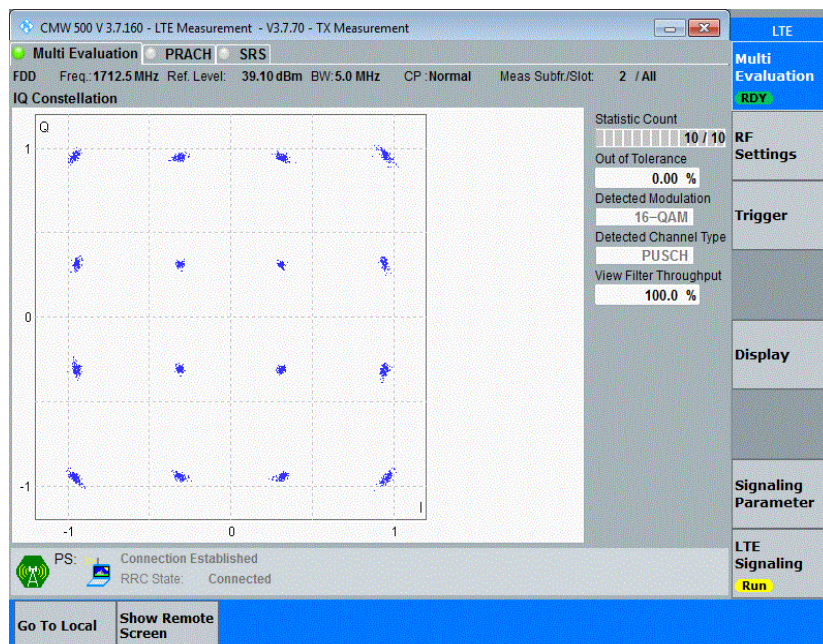 CMW 500 V 3.7.160 - LTE Measurement - V3.7.70 - TX Measurement
LTE
Multi Evaluation PRACH SRS
FDD Freq.:1712.5 MHz Ref. Level: 39.10 dBm BW:5.0 MHz CP :Normal Meas Subfr./Slot: 2 / All
IQ Constellation
Q
1
0
-1
-1 0 1
I
Statistic Count
10 / 10
Out of Tolerance
0.00 %
Detected Modulation
16-QAM
Detected Channel Type
PUSCH
View Filter Throughput
100.0 %
Multi
Evaluation
RDY
RF
Settings
Trigger
Display
Signaling
Parameter
LTE
Signaling
Run
PS: Connection Established
RRC State: Connected
Go To Local
Show Remote
Screen